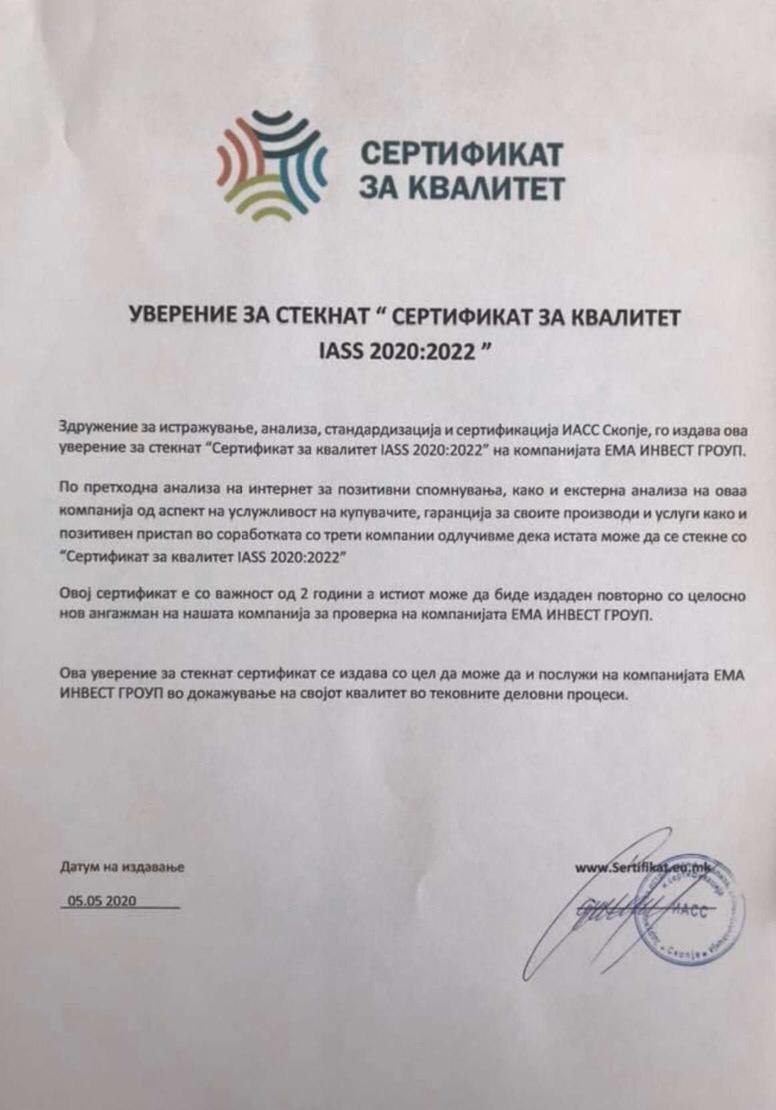 СЕРТИФИКАТ
ЗА КВАЛИТЕТ
УВЕРЕНИЕ ЗА СТЕКНАТ “ СЕРТИФИКАТ ЗА КВАЛИТЕТ
IASS 2020:2022 ”
Здружение за истражување, анализа, стандардизација и сертификација ИАСС Скопје, го издава ова
уверение за стекнат “Сертификат за квалитет IASS 2020:2022” на компанијата ЕМА ИНВЕСТ ГРОУП.
По претходна анализа на интернет за позитивни спомнувања, како и екстерна анализа на оваа
компанија од аспект на услужливост на купувачите, гаранција за своите производи и услуги како и
позитивен пристап во соработката со трети компании одлучивме дека истата може да се стекне со
“Сертификат за квалитет IASS 2020:2022”
Овој сертификат е со важност од 2 години а истиот може да биде издаден повторно со целосно
нов ангажман на нашата компанија за проверка на компанијата ЕМА ИНВЕСТ ГРОУП.
Ова уверение за стекнат сертификат се издава со цел да може да и послужи на компанијата ЕМА
ИНВЕСТ ГРОУП во докажување на својот квалитет во тековните деловни процеси.
Датум на издавање
www.Sertifikat.eu.mk
05.05 2020
ИАСС
Скопје